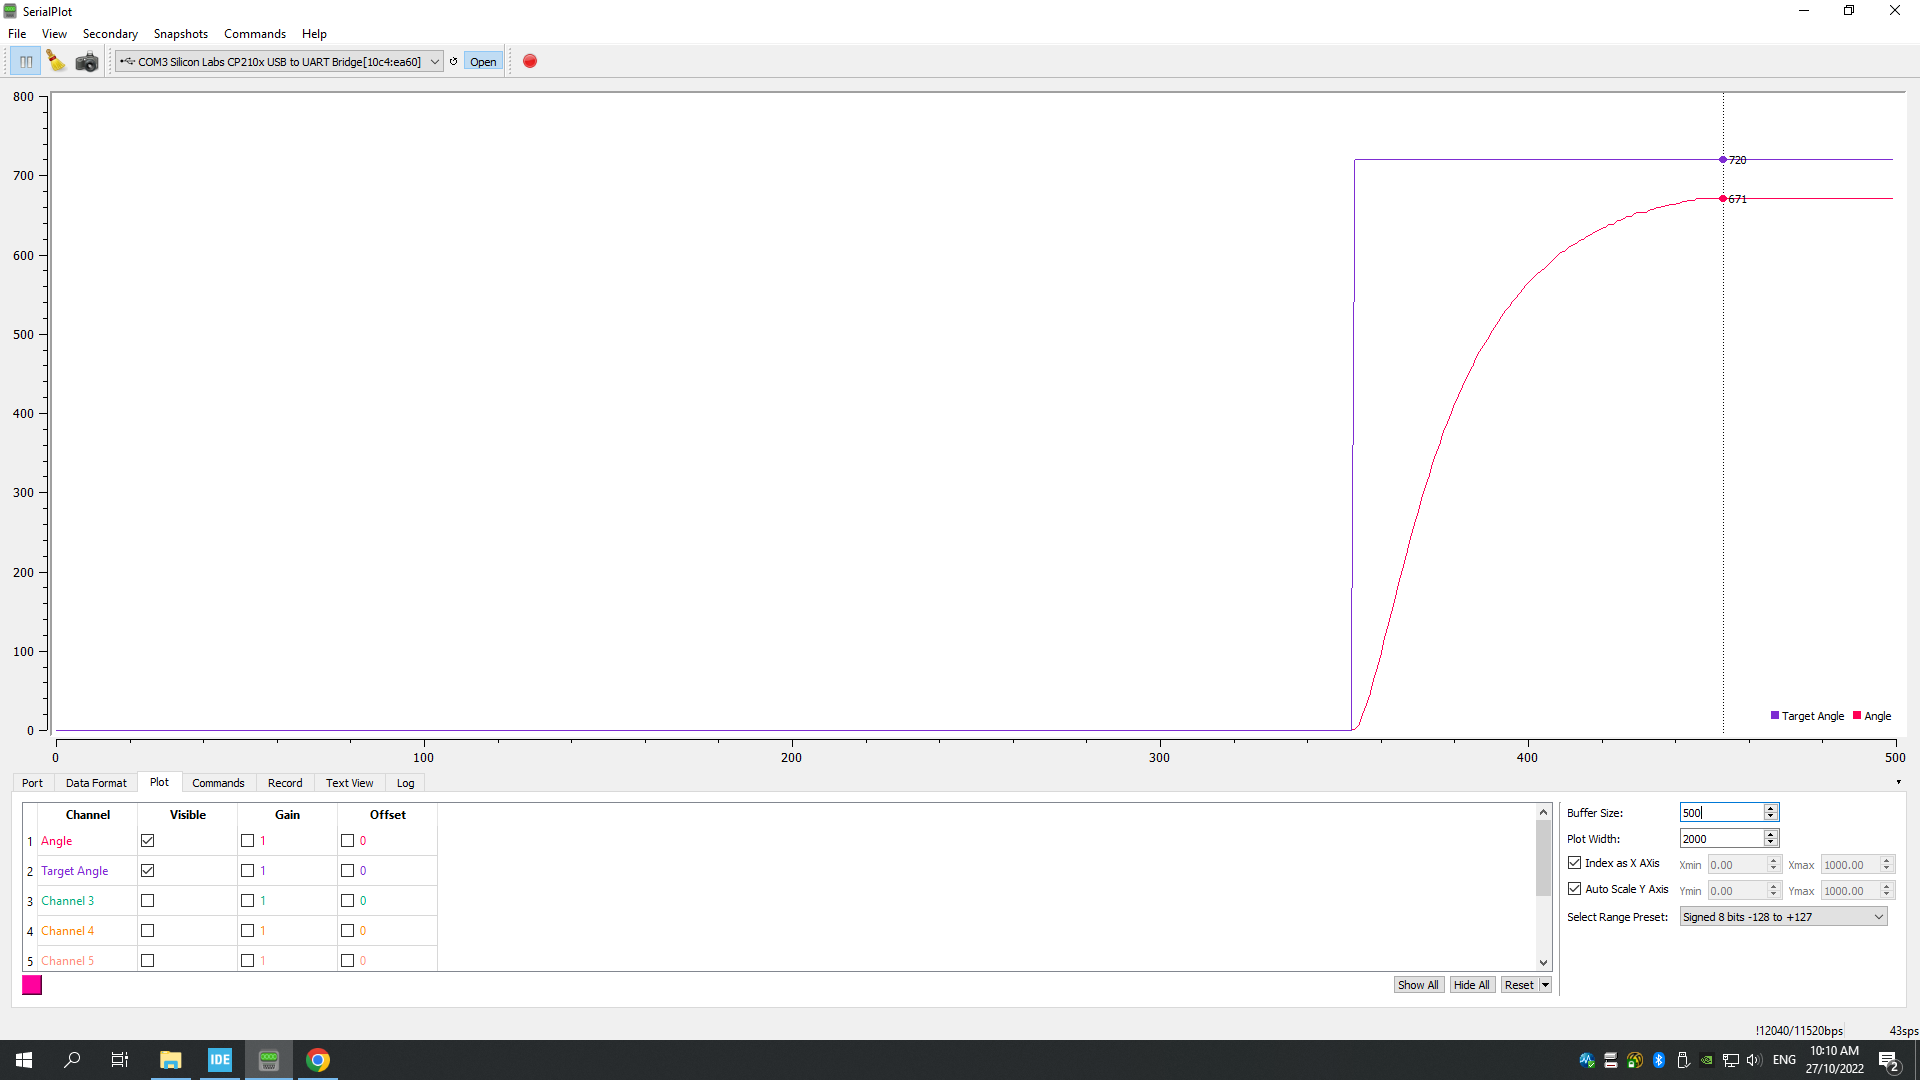 SerialPlot
File View Secondary Snapshots Commands Help
COM3 Silicon Labs CP210x USB to UART Bridge[10c4:ea60] Open
800
700
600
500
400
300
200
100
0
720
671
Target Angle Angle
0 100 200 300 400 500
Port Data Format Plot Commands Record Text View Log
Channel Visible Gain Offset
1 Angle 1 0
2 Target Angle 1 0
3 Channel 3 1 0
4 Channel 4 1 0
5 Channel 5 1 0
Show All Hide All Reset
Buffer Size: 500
Plot Width: 2000
Index as X AXis Xmin 0.00 Xmax 1000.00
Auto Scale Y Axis Ymin 0.00 Ymax 1000.00
Select Range Preset: Signed 8 bits -128 to +127
!12040/11520bps 43sps
IDE
ENG
10:10 AM
27/10/2022
2